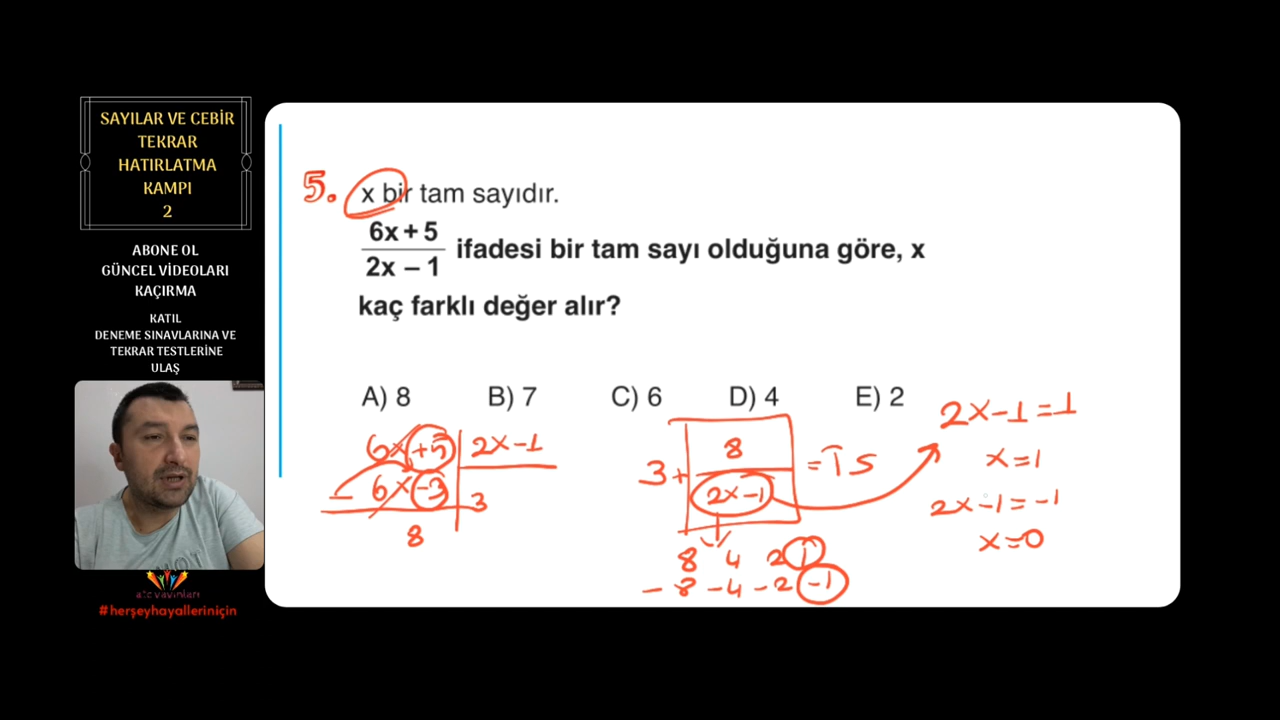 SAYILAR VE CEBİR
TEKRAR
HATIRLATMA
KAMPI
2
ABONE OL
GÜNCEL VİDEOLARI
KAÇIRMA
KATIL
DENEME SINAVLARINA VE
TEKRAR TESTLERİNE
ULAŞ
a:c yayınları
#herşeyhayalleriniçin
5. x bir tam sayıdır.
6x + 5
2x – 1
ifadesi bir tam sayı olduğuna göre, x
kaç farklı değer alır?
A) 8 B) 7 C) 6 D) 4 E) 2
6x +5 2x-1
- 6x -3 3
8
3+ 8
2x-1
= TS
8 4 2 1
-8 -4 -2 -1
2x-1=1
x=1
2x-1=-1
x=0